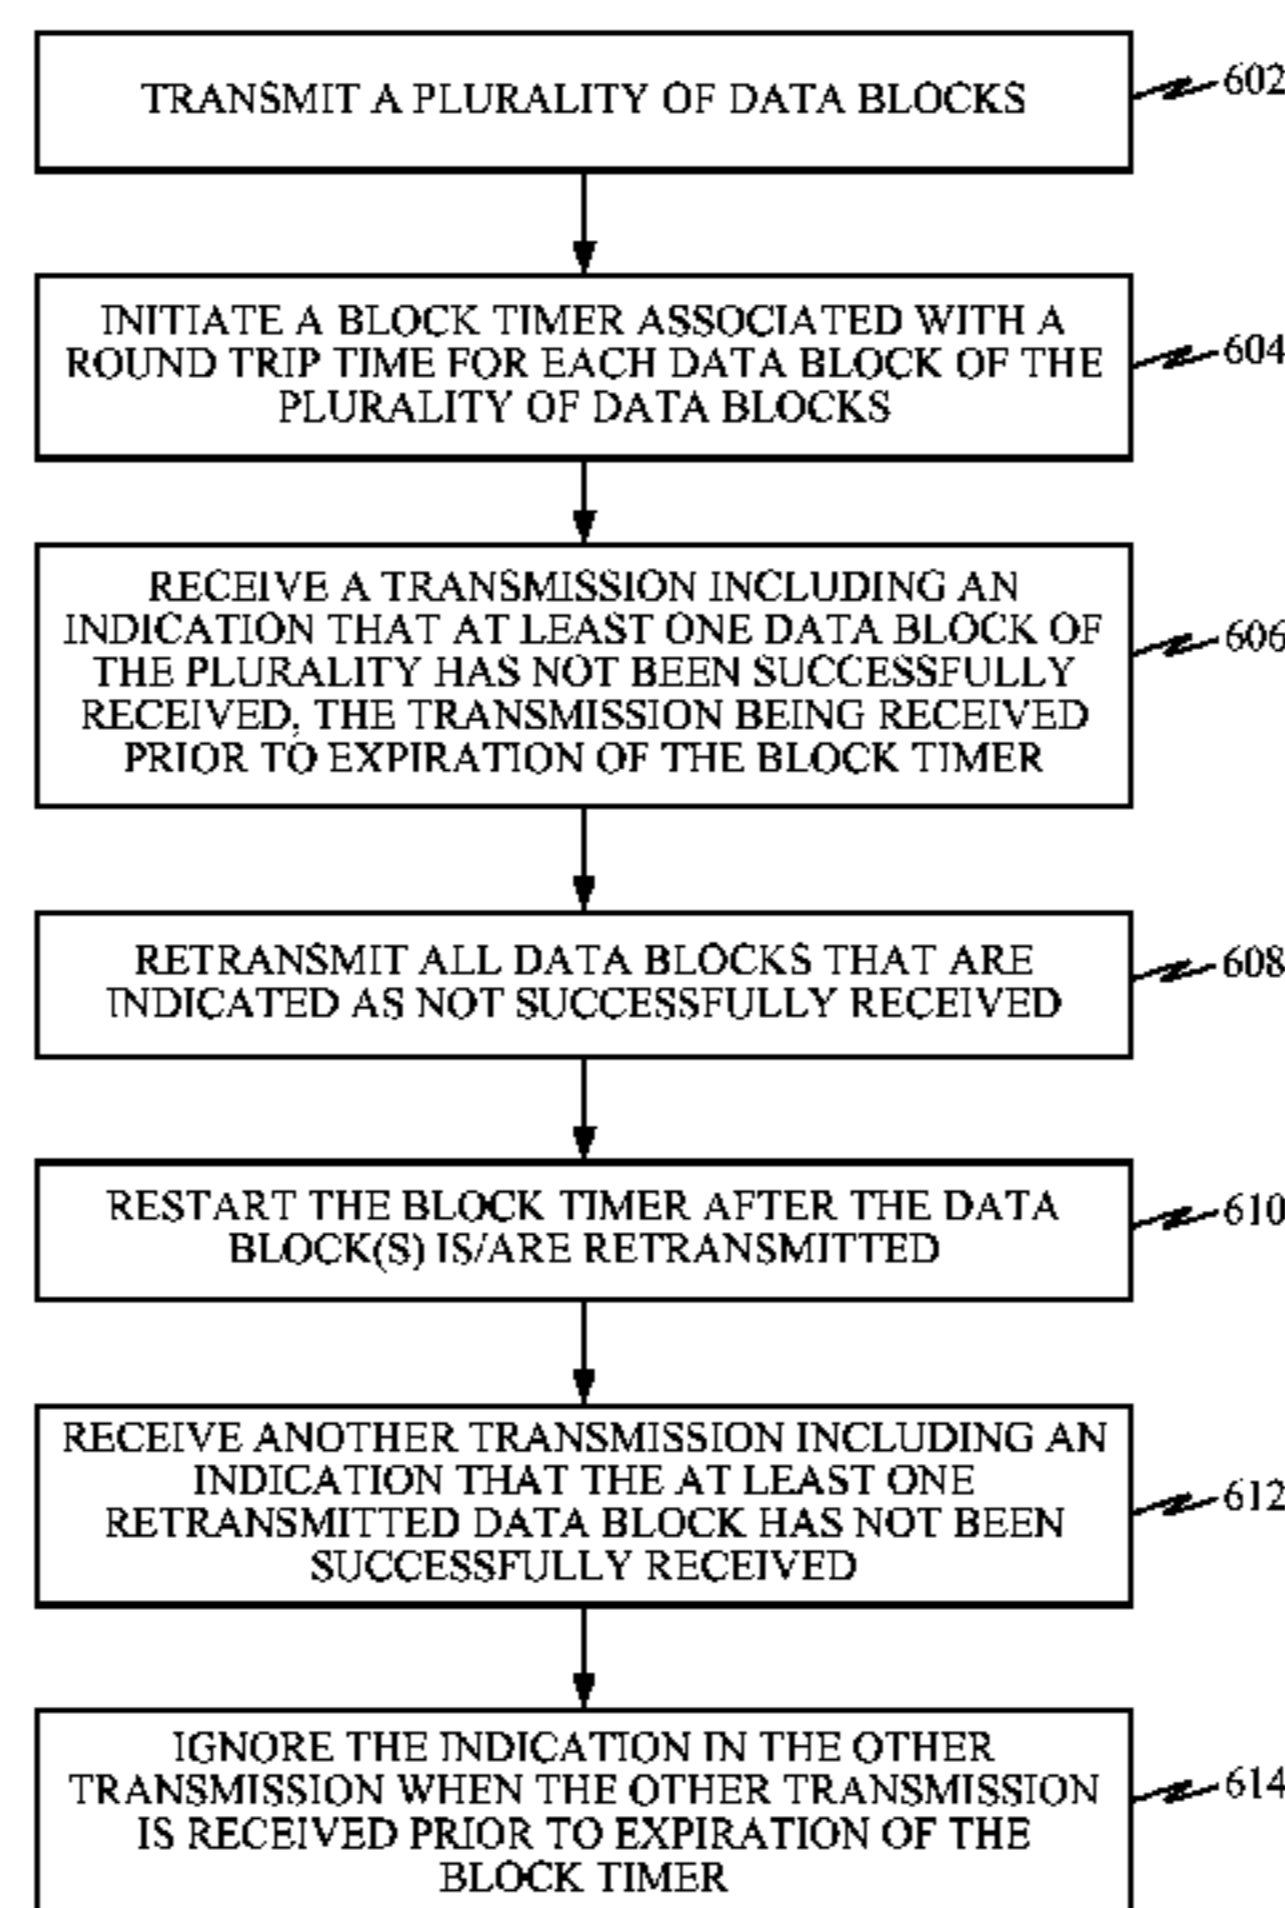 TRANSMIT A PLURALITY OF DATA BLOCKS
602
INITIATE A BLOCK TIMER ASSOCIATED WITH A
ROUND TRIP TIME FOR EACH DATA BLOCK OF THE
PLURALITY OF DATA BLOCKS
604
RECEIVE A TRANSMISSION INCLUDING AN
INDICATION THAT AT LEAST ONE DATA BLOCK OF
THE PLURALITY HAS NOT BEEN SUCCESSFULLY
RECEIVED, THE TRANSMISSION BEING RECEIVED
PRIOR TO EXPIRATION OF THE BLOCK TIMER
606
RETRANSMIT ALL DATA BLOCKS THAT ARE
INDICATED AS NOT SUCCESSFULLY RECEIVED
608
RESTART THE BLOCK TIMER AFTER THE DATA
BLOCK(S) IS/ARE RETRANSMITTED
610
RECEIVE ANOTHER TRANSMISSION INCLUDING AN
INDICATION THAT THE AT LEAST ONE
RETRANSMITTED DATA BLOCK HAS NOT BEEN
SUCCESSFULLY RECEIVED
612
IGNORE THE INDICATION IN THE OTHER
TRANSMISSION WHEN THE OTHER TRANSMISSION
IS RECEIVED PRIOR TO EXPIRATION OF THE
BLOCK TIMER
614